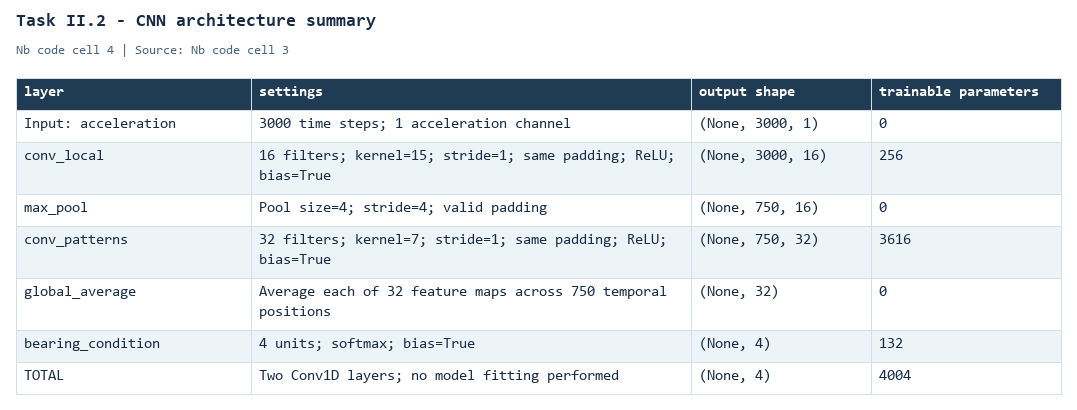 Task II.2 - CNN architecture summary
Nb code cell 4 | Source: Nb code cell 3
layer settings output shape trainable parameters
Input: acceleration 3000 time steps; 1 acceleration channel (None, 3000, 1) 0
conv_local 16 filters; kernel=15; stride=1; same padding; ReLU; (None, 3000, 16) 256
bias=True
max_pool Pool size=4; stride=4; valid padding (None, 750, 16) 0
conv_patterns 32 filters; kernel=7; stride=1; same padding; ReLU; (None, 750, 32) 3616
bias=True
global_average Average each of 32 feature maps across 750 temporal (None, 32) 0
positions
bearing_condition 4 units; softmax; bias=True (None, 4) 132
TOTAL Two Conv1D layers; no model fitting performed (None, 4) 4004